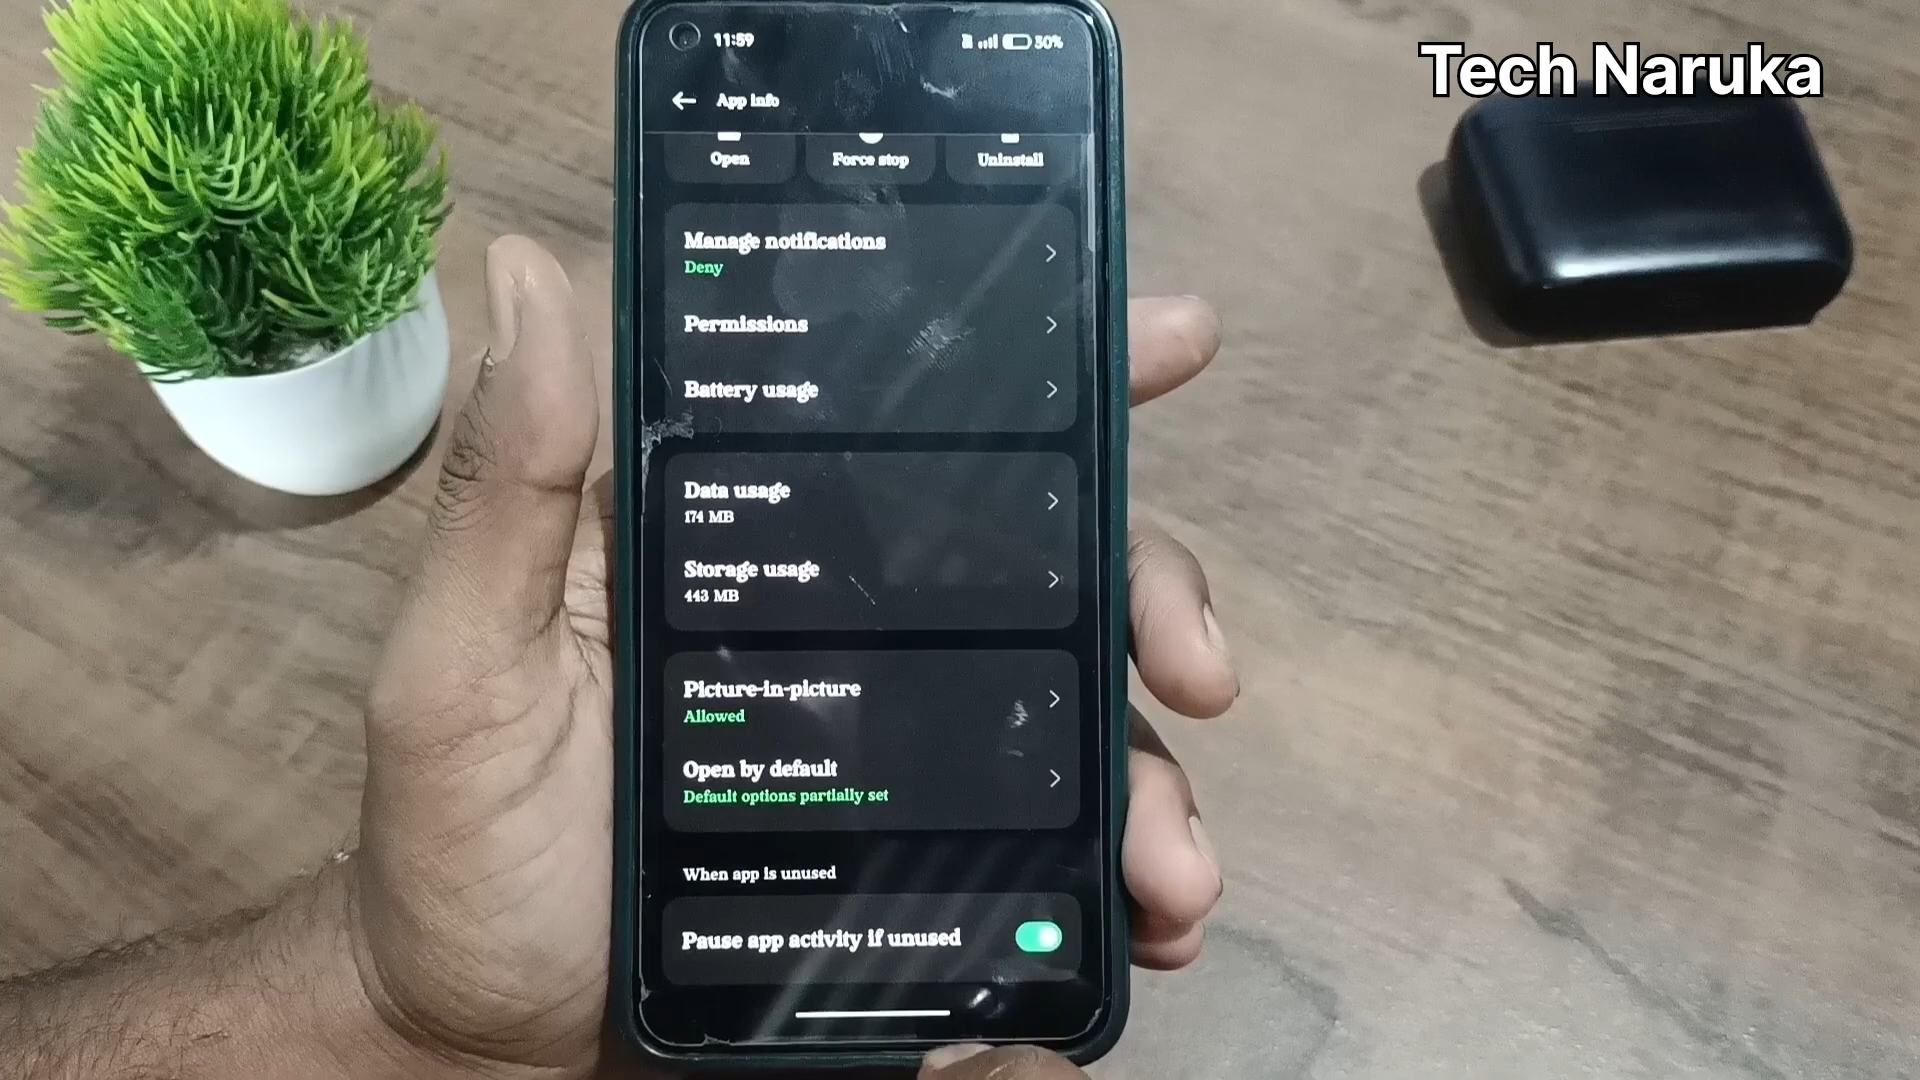 Tech Naruka
11:59
30%
App info
Open
Force stop
Uninstall
Manage notifications
Deny
Permissions
Battery usage
Data usage
174 MB
Storage usage
443 MB
Picture-in-picture
Allowed
Open by default
Default options partially set
When app is unused
Pause app activity if unused